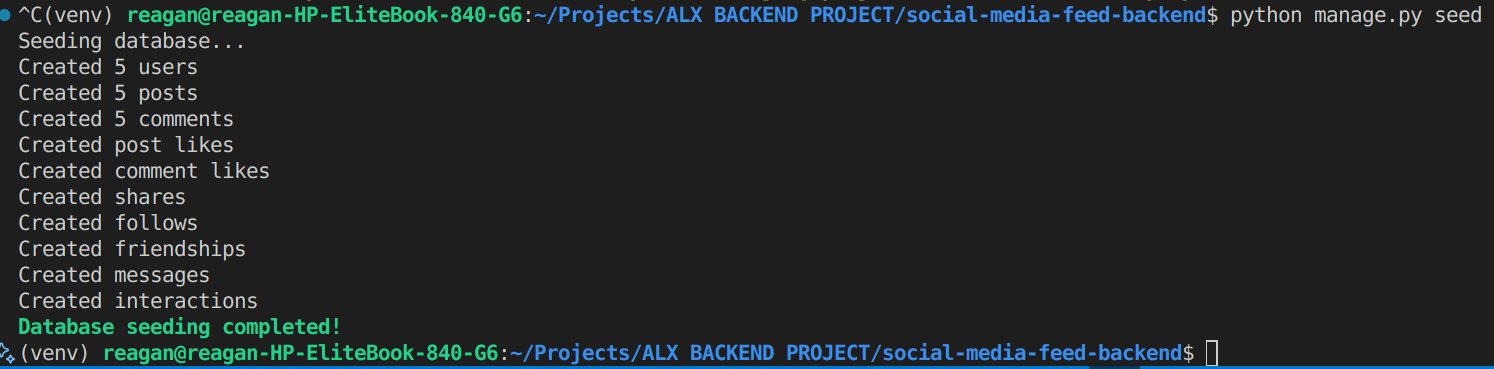 ^C(venv) reagan@reagan-HP-EliteBook-840-G6:~/Projects/ALX BACKEND PROJECT/social-media-feed-backend$ python manage.py seed
Seeding database...
Created 5 users
Created 5 posts
Created 5 comments
Created post likes
Created comment likes
Created shares
Created follows
Created friendships
Created messages
Created interactions
Database seeding completed!
(venv) reagan@reagan-HP-EliteBook-840-G6:~/Projects/ALX BACKEND PROJECT/social-media-feed-backend$